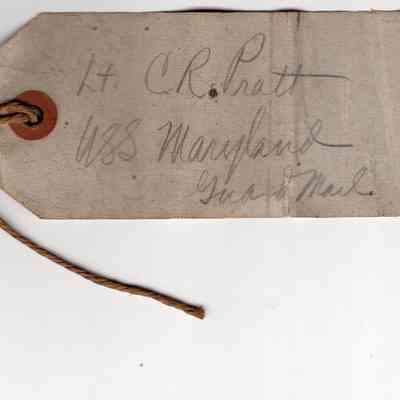 Lt. C.R. Pratt
USS Maryland
Guard Mail.